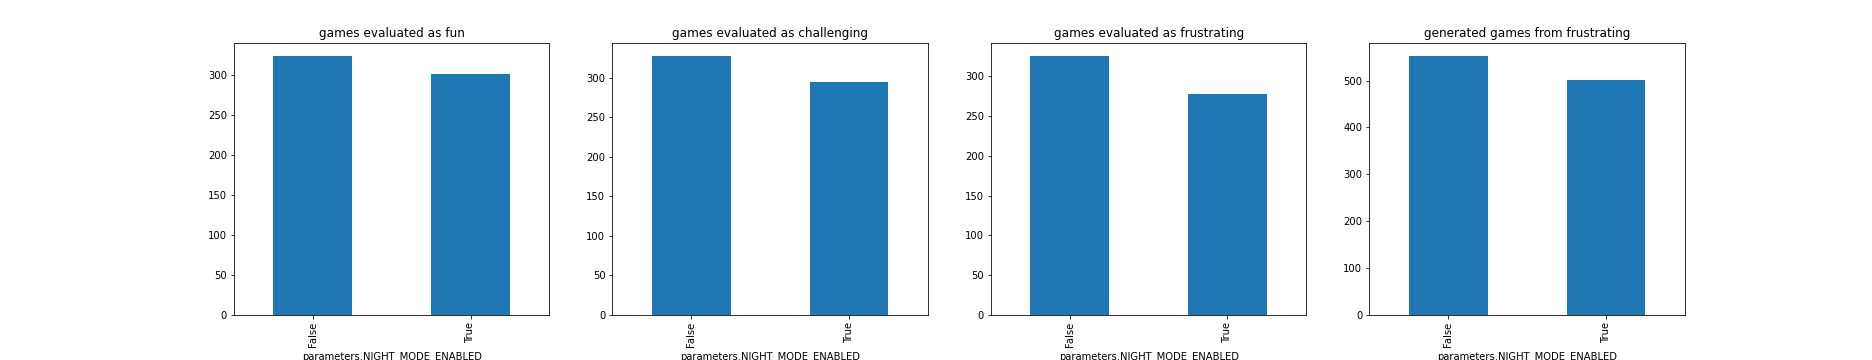 games evaluated as fun
300
250
200
150
100
50
0
False
True
parameters.NIGHT_MODE_ENABLED
games evaluated as challenging
300
250
200
150
100
50
0
False
True
parameters.NIGHT_MODE_ENABLED
games evaluated as frustrating
300
250
200
150
100
50
0
False
True
parameters.NIGHT_MODE_ENABLED
generated games from frustrating
500
400
300
200
100
0
False
True
parameters.NIGHT_MODE_ENABLED